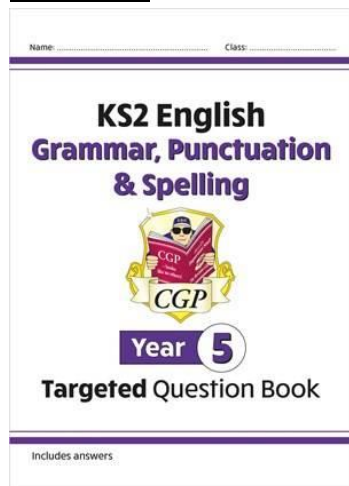 Name: ........................................ Class: ........................
KS2 English
Grammar, Punctuation
& Spelling
CGP
CGP
Year 5
Targeted Question Book
Includes answers